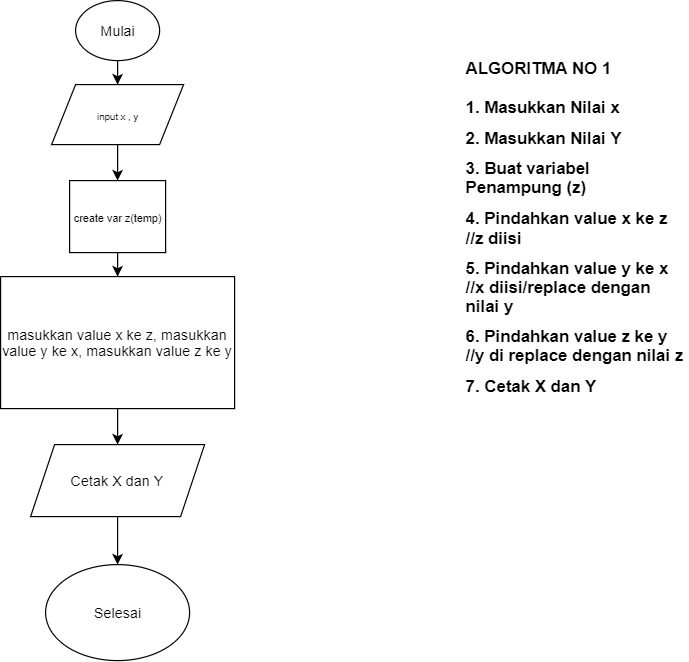 Mulai
input x , y
create var z(temp)
masukkan value x ke z, masukkan
value y ke x, masukkan value z ke y
Cetak X dan Y
Selesai
ALGORITMA NO 1
1. Masukkan Nilai x
2. Masukkan Nilai Y
3. Buat variabel
Penampung (z)
4. Pindahkan value x ke z
//z diisi
5. Pindahkan value y ke x
//x diisi/replace dengan
nilai y
6. Pindahkan value z ke y
//y di replace dengan nilai z
7. Cetak X dan Y